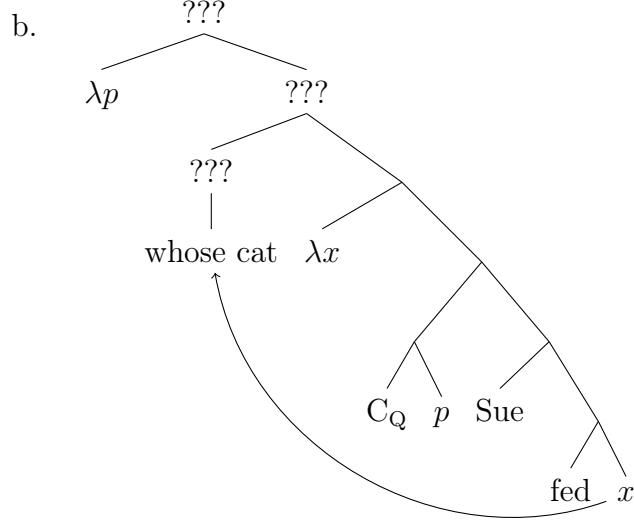 b.
???
λp
???
???
whose cat λx
C_Q p Sue
fed x